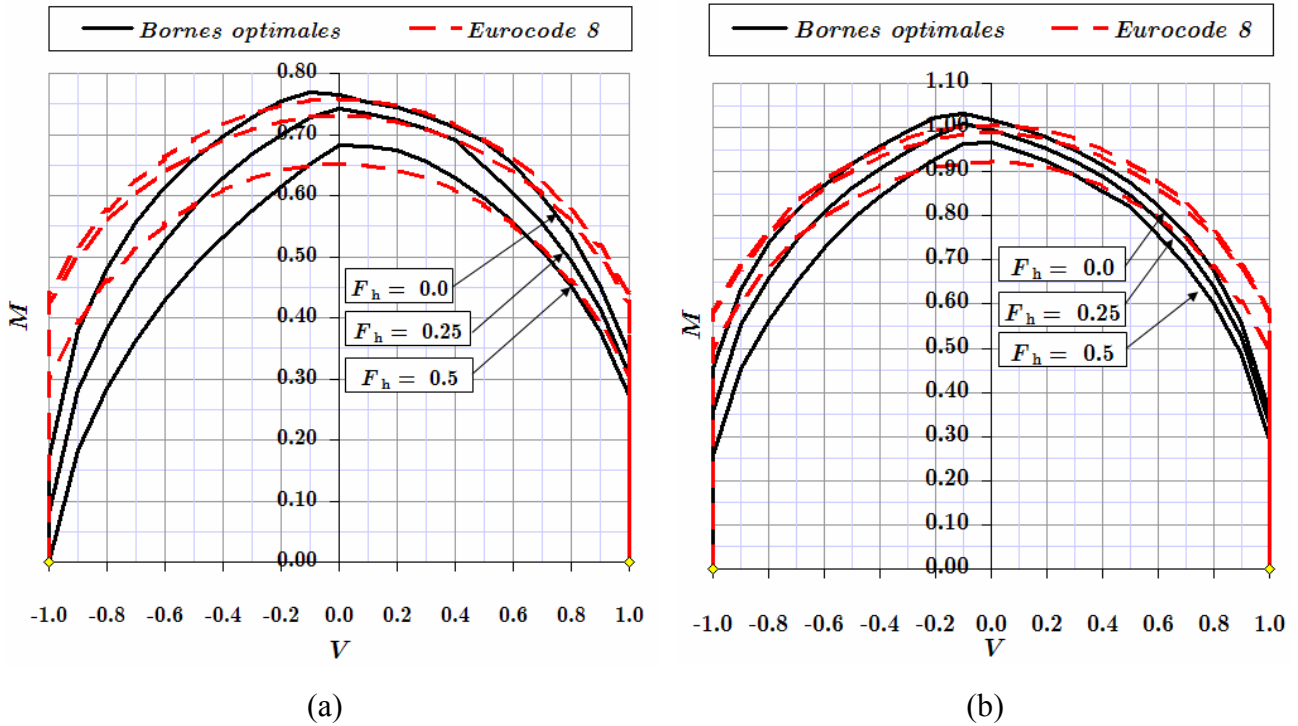 Bornes optimales Eurocode 8
0.80
0.70
0.60
0.50
0.40
0.30
0.20
0.10
0.00
M
F h = 0.0
F h = 0.25
F h = 0.5
-1.0 -0.8 -0.6 -0.4 -0.2 0.0 0.2 0.4 0.6 0.8 1.0
V
(a)
Bornes optimales Eurocode 8
1.10
1.00
0.90
0.80
0.70
0.60
0.50
0.40
0.30
0.20
0.10
0.00
M
F h = 0.0
F h = 0.25
F h = 0.5
-1.0 -0.8 -0.6 -0.4 -0.2 0.0 0.2 0.4 0.6 0.8 1.0
V
(b)